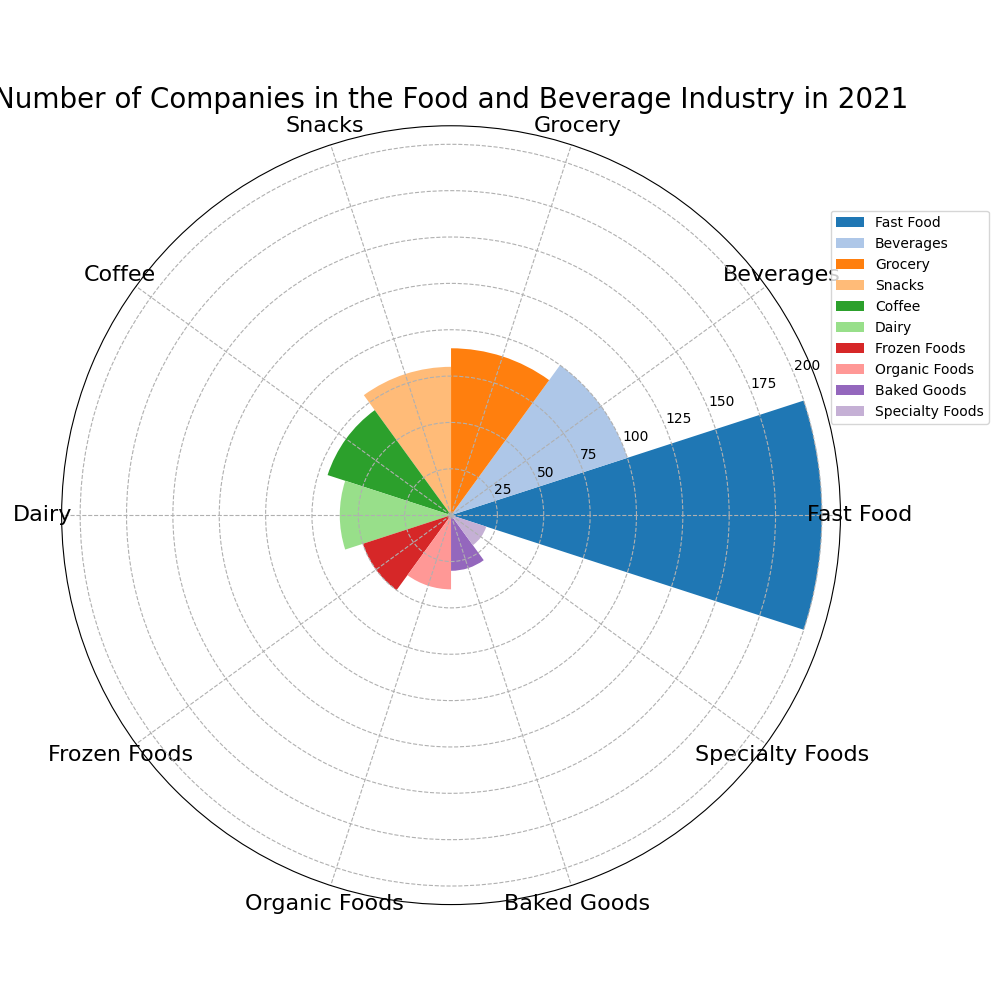 Number of Companies in the Food and Beverage Industry in 2021
Snacks
Grocery
Coffee
Beverages
Dairy
Fast Food
Frozen Foods
Specialty Foods
Organic Foods
Baked Goods
25
50
75
100
125
150
175
200
Fast Food
Beverages
Grocery
Snacks
Coffee
Dairy
Frozen Foods
Organic Foods
Baked Goods
Specialty Foods